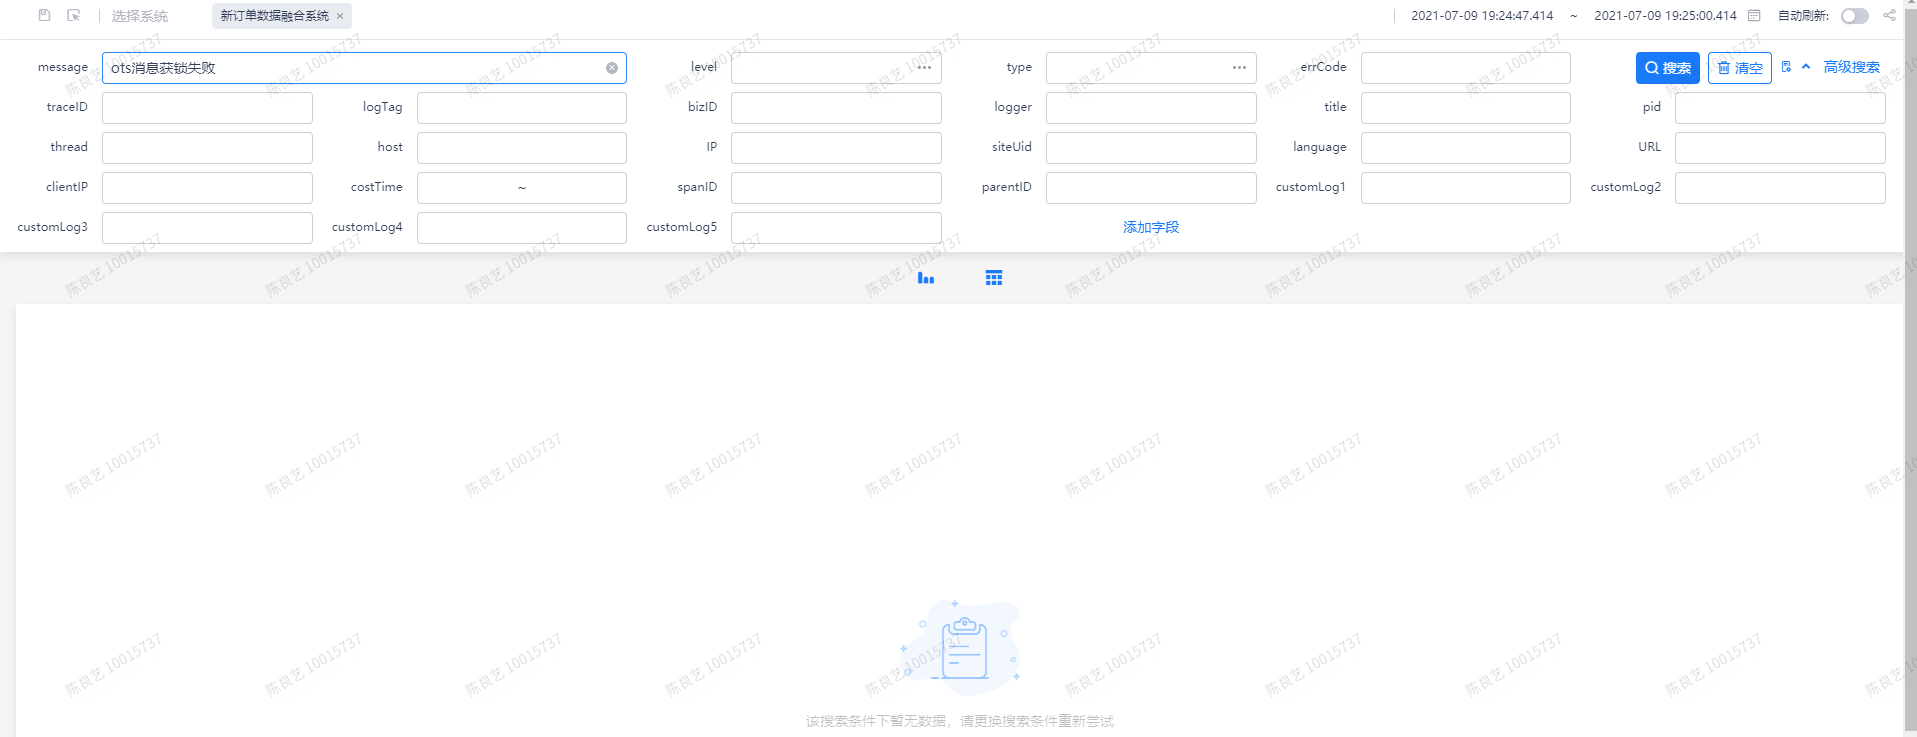 选择系统 新订单数据融合系统 × 2021-07-09 19:24:47.414 ~ 2021-07-09 19:25:00.414 自动刷新:
message ots消息获锁失败 level ••• type ••• errCode 搜索 清空 高级搜索
traceID logTag bizID logger title pid
thread host IP siteUid language URL
clientIP costTime ~ spanID parentID customLog1 customLog2
customLog3 customLog4 customLog5 添加字段
陈良艺 10015737
该搜索条件下暂无数据，请更换搜索条件重新尝试